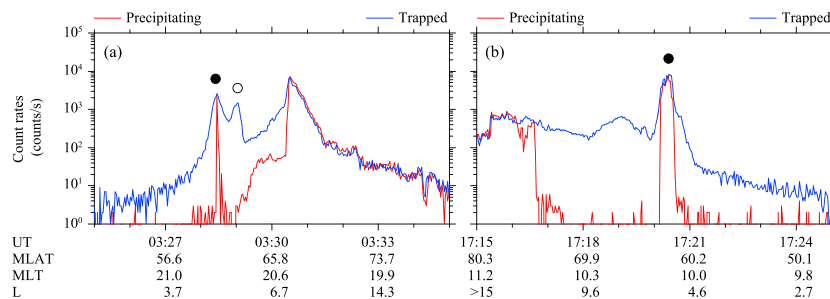 Precipitating Trapped Precipitating Trapped
(a) (b)
Count rates
(counts/s)
10^5
10^4
10^3
10^2
10^1
10^0
UT 03:27 03:30 03:33 17:15 17:18 17:21 17:24
MLAT 56.6 65.8 73.7 80.3 69.9 60.2 50.1
MLT 21.0 20.6 19.9 11.2 10.3 10.0 9.8
L 3.7 6.7 14.3 >15 9.6 4.6 2.7